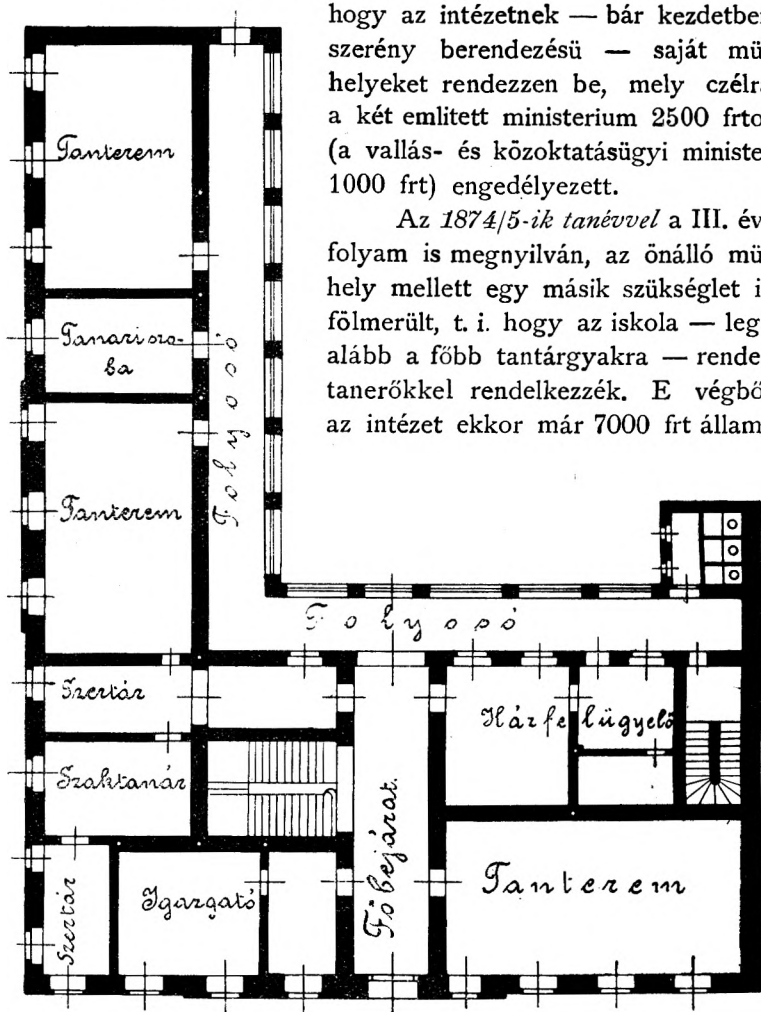 hogy az intézetnek — bár kezdetben
szerény berendezésü — saját mü-
helyeket rendezzen be, mely czélra
a két emlitett ministerium 2500 frto
(a vallás- és közoktatásügyi ministe
1000 frt) engedélyezett.
Az 1874/5-ik tanévvel a III. év-
folyam is megnyilván, az önálló mü-
hely mellett egy másik szükséglet i
fölmerült, t. i. hogy az iskola — leg-
alább a főbb tantárgyakra — rende
tanerőkkel rendelkezzék. E végbő
az intézet ekkor már 7000 frt állam
Tanterem
Tanári szo-
ba
Folyosó
Tanterem
Folyosó
Szertár
Házfelügyelő
Szaktanár
Szertár
Igazgató
Főbejárat.
Tanterem